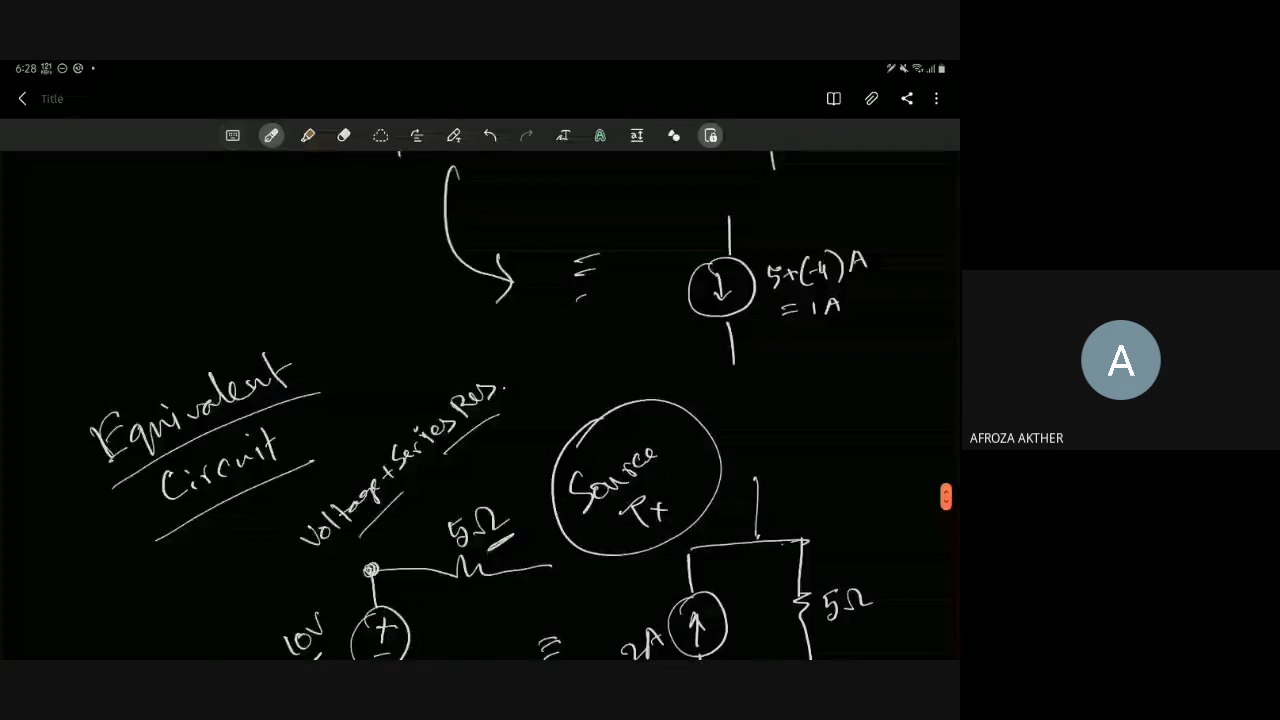 6:28
Title
5+(-4)A
= 1A
Equivalent
Circuit
Voltage+Series Res.
Source
Tx
5Ω
10V
+
-
≡
2A
5Ω
A
AFROZA AKTHER